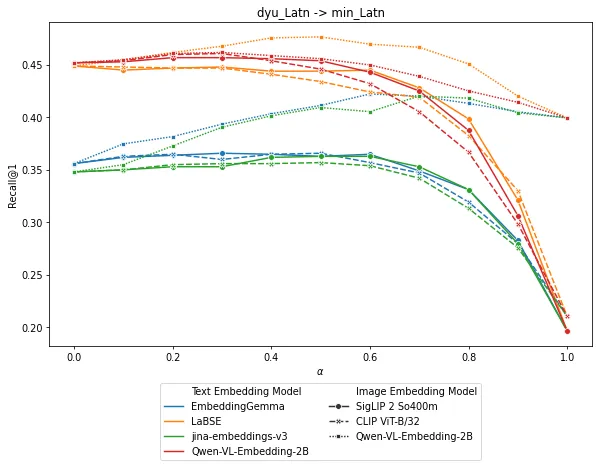 dyu_Latn -> min_Latn
Recall@1
0.45
0.40
0.35
0.30
0.25
0.20
0.0 0.2 0.4 0.6 0.8 1.0
α
Text Embedding Model Image Embedding Model
EmbeddingGemma SigLIP 2 So400m
LaBSE CLIP ViT-B/32
jina-embeddings-v3 Qwen-VL-Embedding-2B
Qwen-VL-Embedding-2B